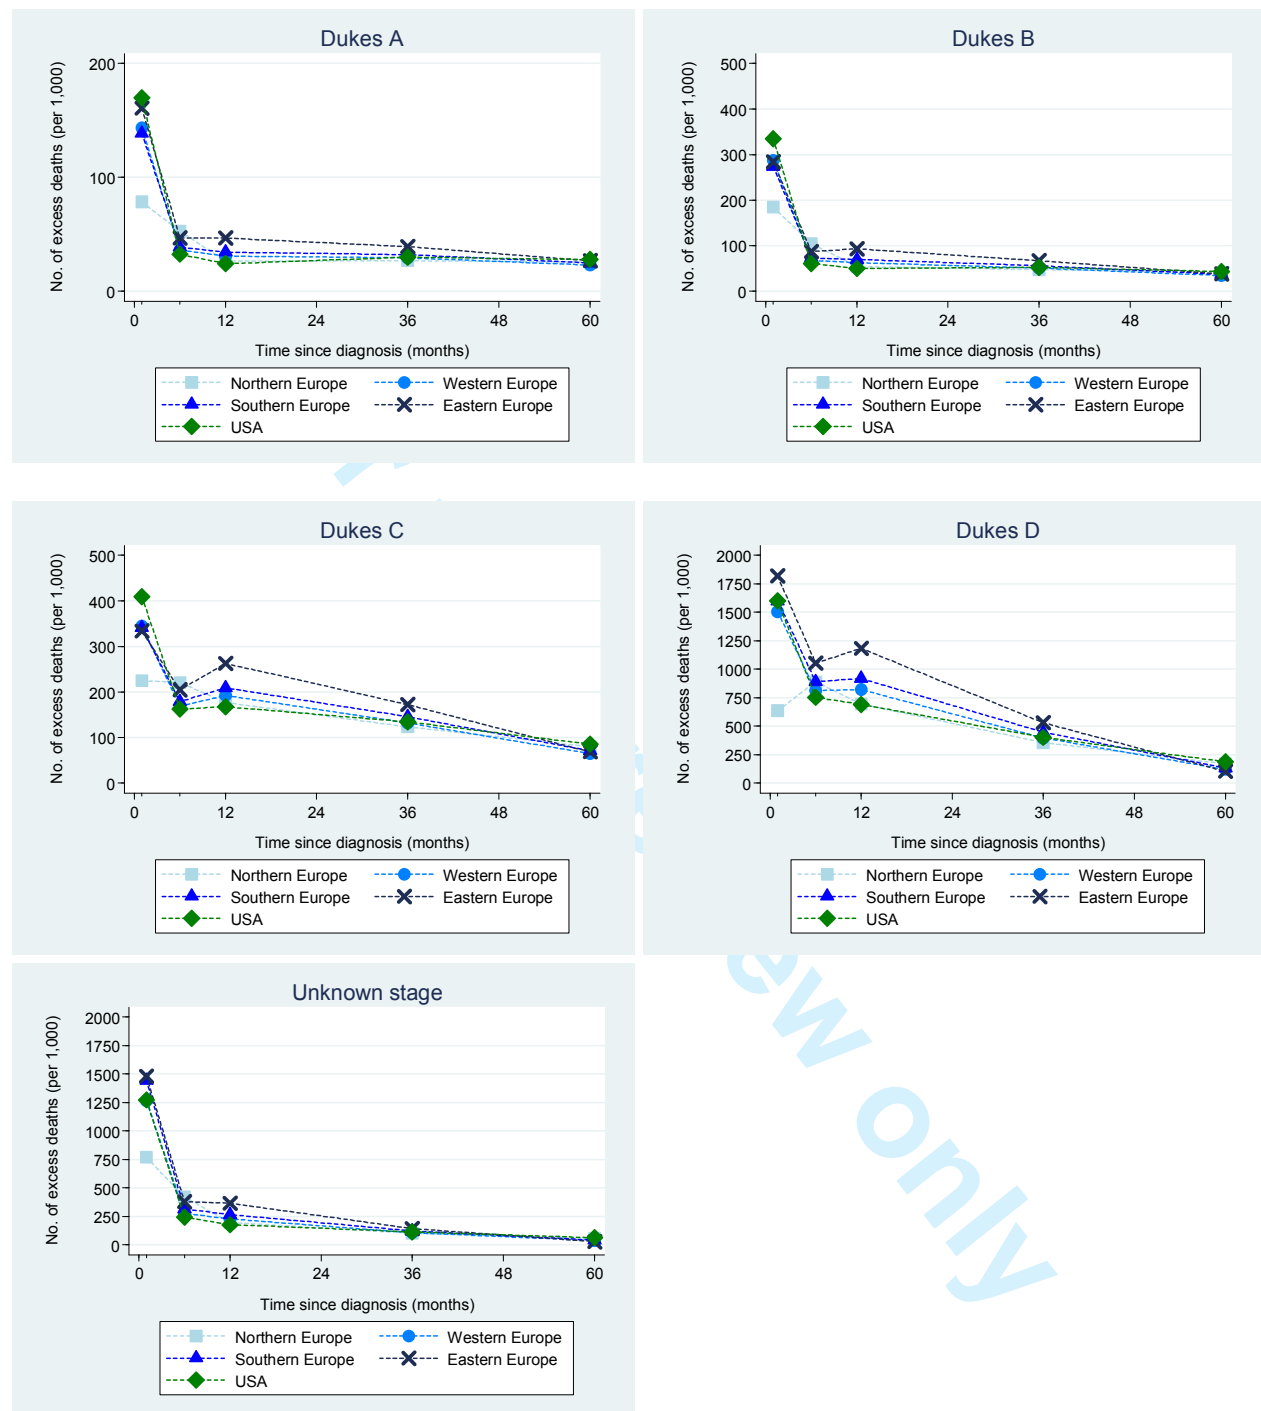 Dukes A
No. of excess deaths (per 1,000)
200
100
0
0 12 24 36 48 60
Time since diagnosis (months)
Northern Europe Western Europe
Southern Europe Eastern Europe
USA
Dukes B
No. of excess deaths (per 1,000)
500
400
300
200
100
0
0 12 24 36 48 60
Time since diagnosis (months)
Northern Europe Western Europe
Southern Europe Eastern Europe
USA
Dukes C
No. of excess deaths (per 1,000)
500
400
300
200
100
0
0 12 24 36 48 60
Time since diagnosis (months)
Northern Europe Western Europe
Southern Europe Eastern Europe
USA
Dukes D
No. of excess deaths (per 1,000)
2000
1750
1500
1250
1000
750
500
250
0
0 12 24 36 48 60
Time since diagnosis (months)
Northern Europe Western Europe
Southern Europe Eastern Europe
USA
Unknown stage
No. of excess deaths (per 1,000)
2000
1750
1500
1250
1000
750
500
250
0
0 12 24 36 48 60
Time since diagnosis (months)
Northern Europe Western Europe
Southern Europe Eastern Europe
USA
only